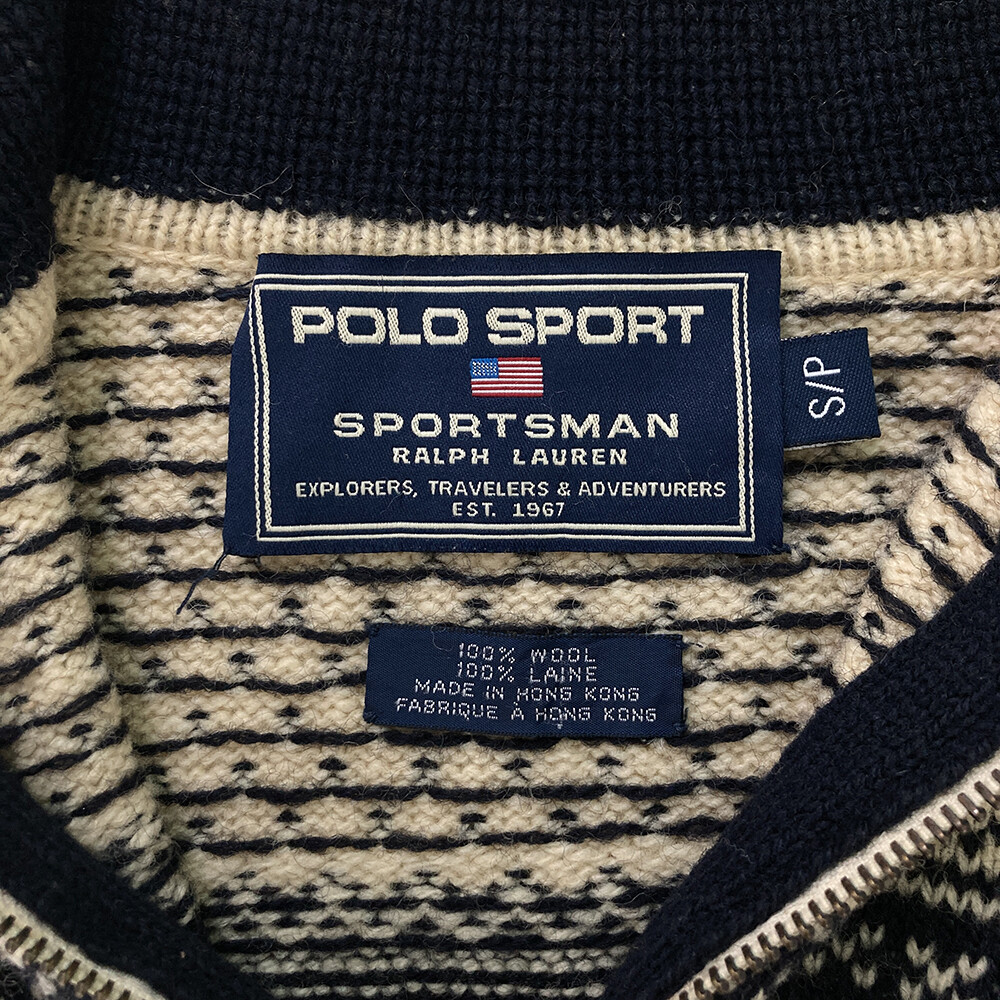 POLO SPORT
SPORTSMAN
RALPH LAUREN
EXPLORERS, TRAVELERS & ADVENTURERS
EST. 1967
S/P
100% WOOL
100% LAINE
MADE IN HONG KONG
FABRIQUE À HONG KONG